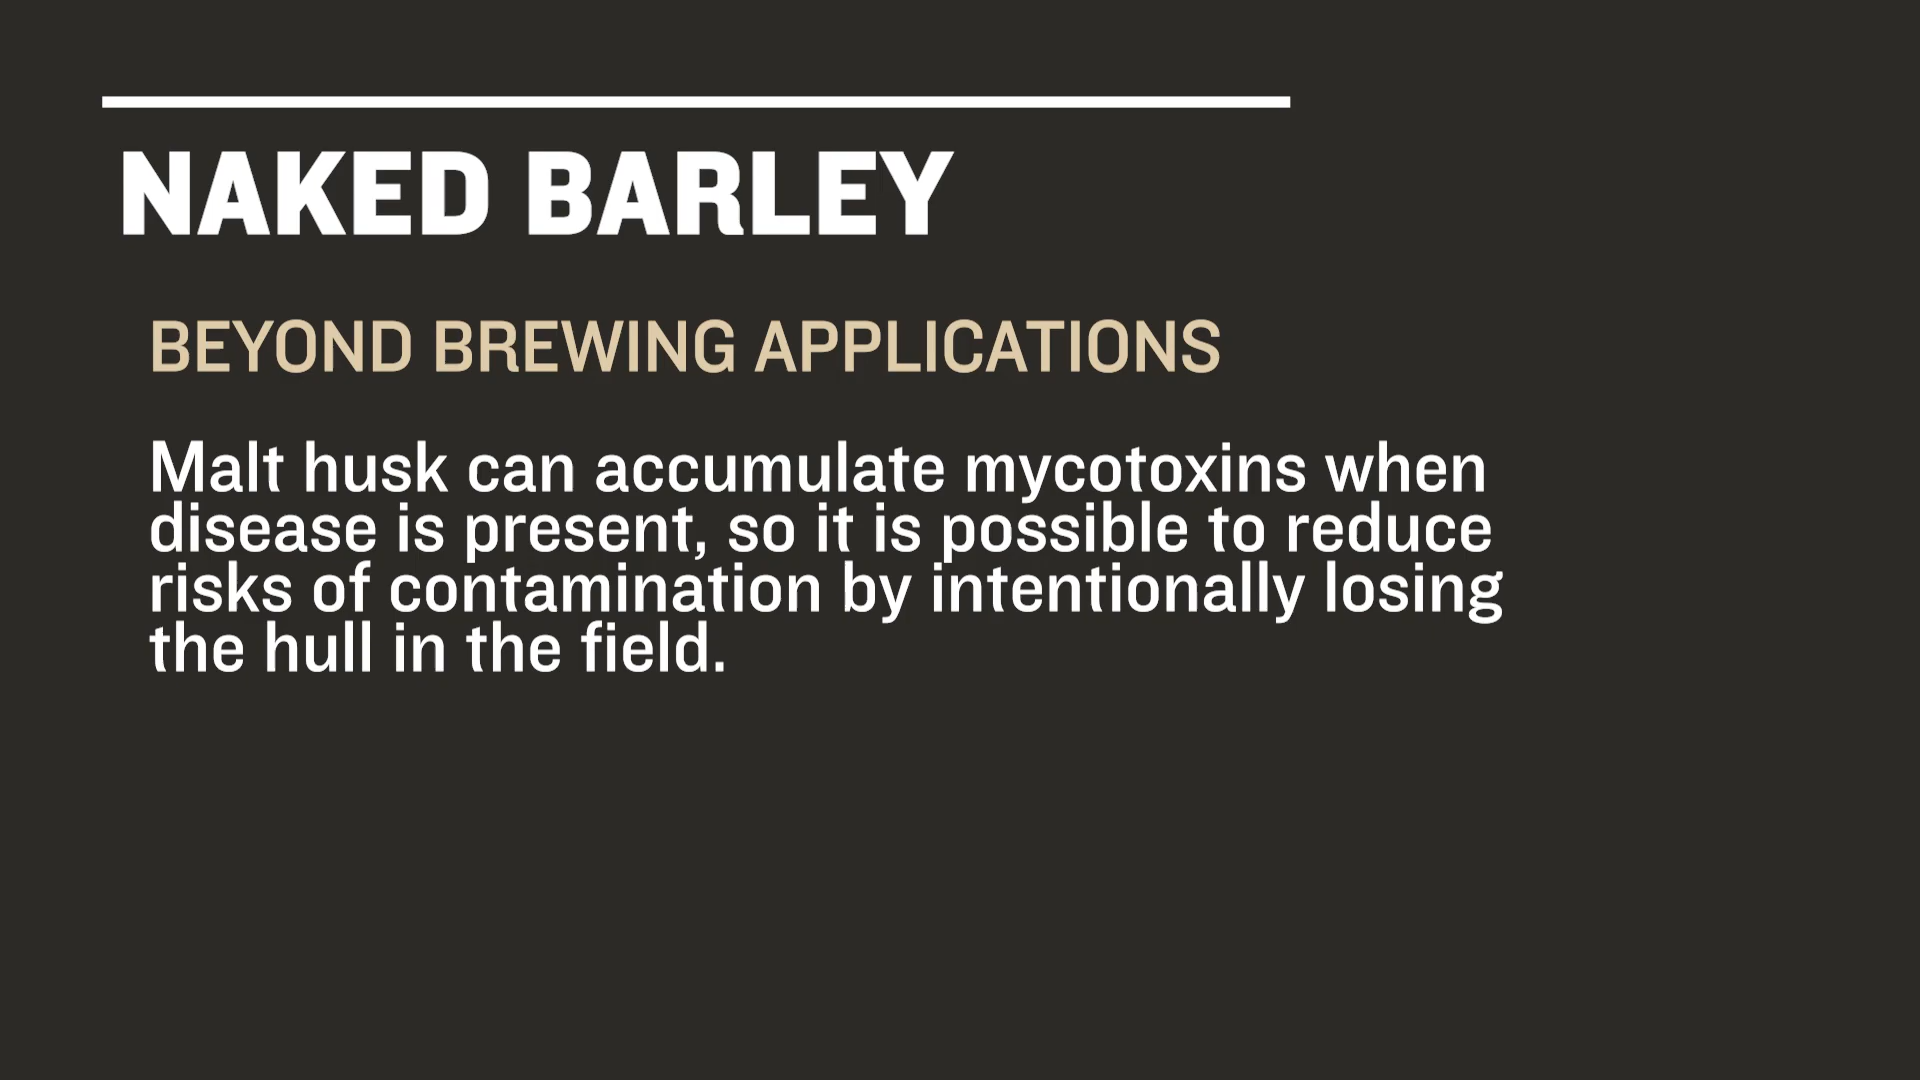 NAKED BARLEY
BEYOND BREWING APPLICATIONS
Malt husk can accumulate mycotoxins when
disease is present, so it is possible to reduce
risks of contamination by intentionally losing
the hull in the field.